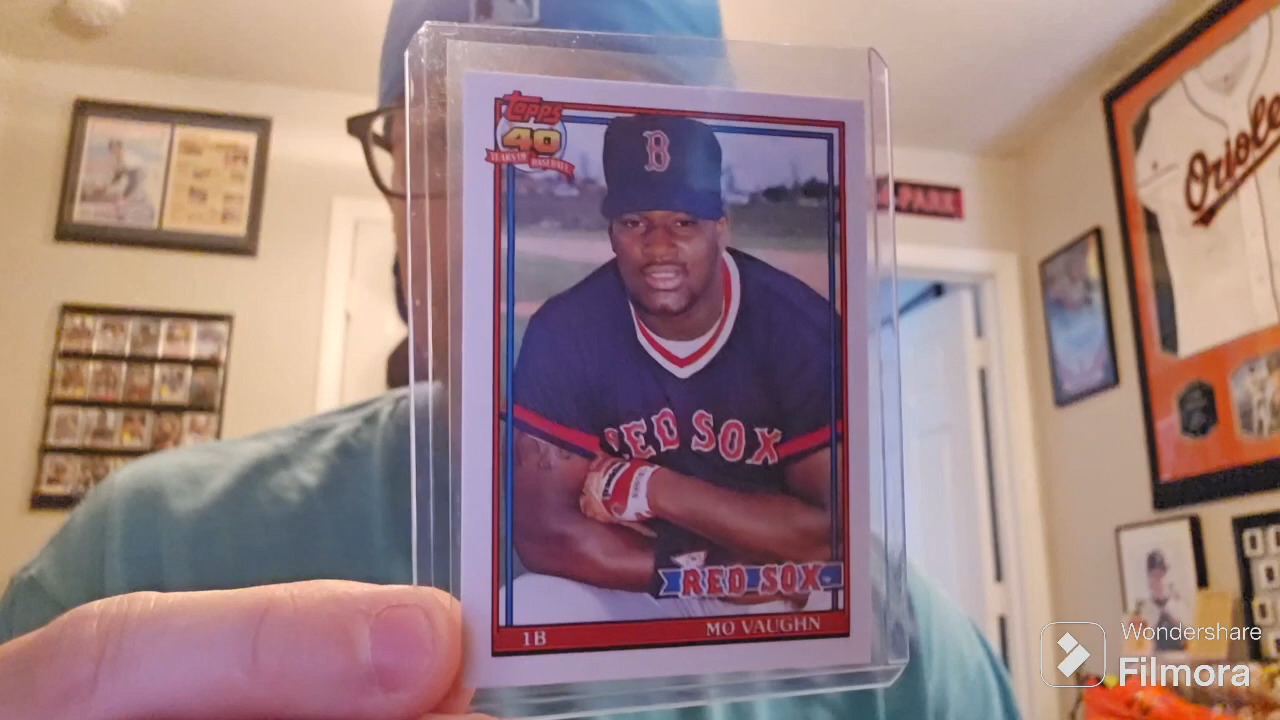 Topps
40
YEARS OF BASEBALL
B
-PARK
Orioles
RED SOX
RED SOX
1B
MO VAUGHN
Wondershare
Filmora